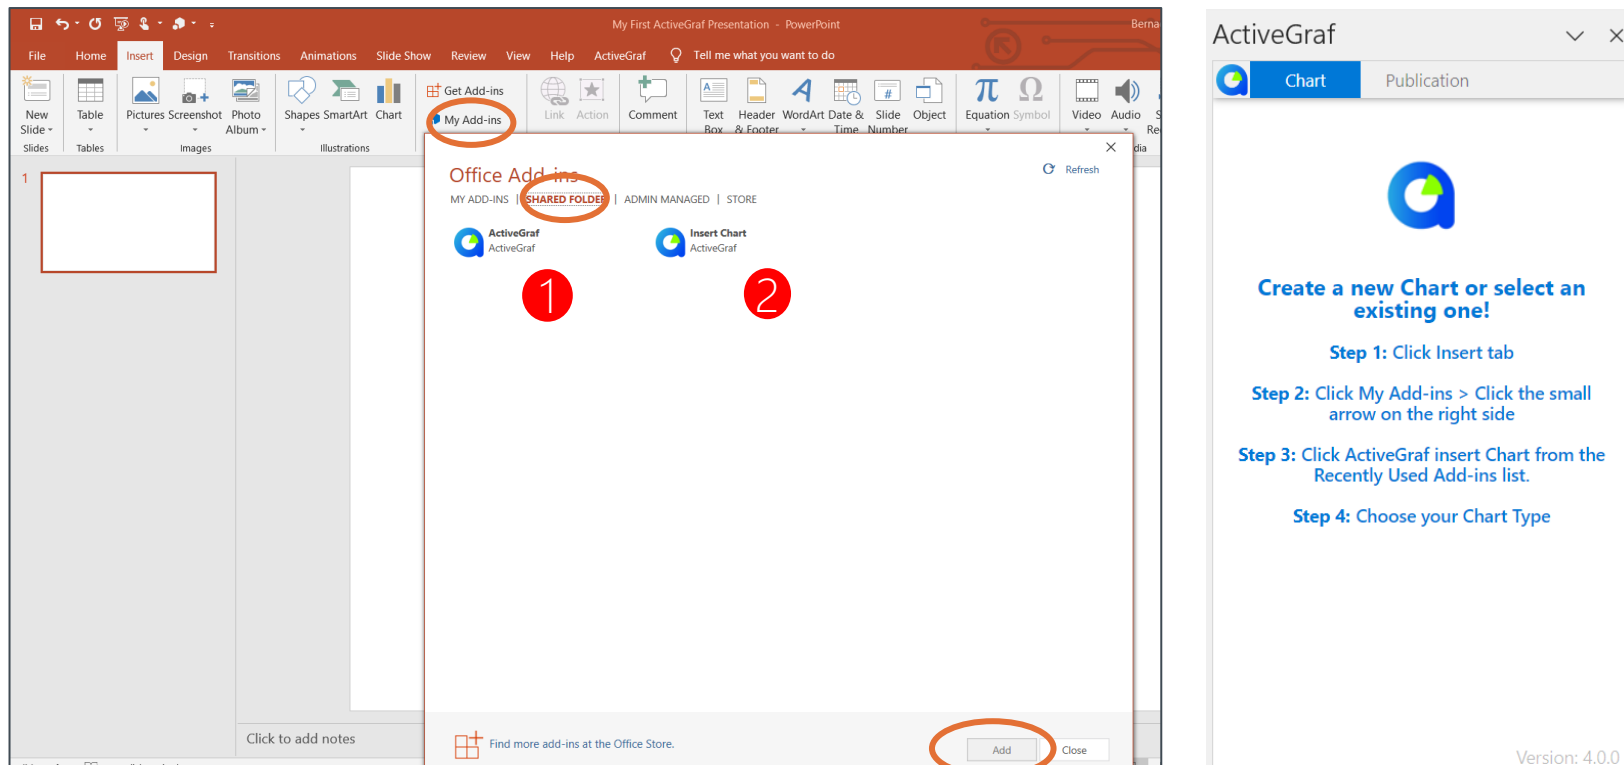 My First ActiveGraf Presentation - PowerPoint
Berna
File Home Insert Design Transitions Animations Slide Show Review View Help ActiveGraf Tell me what you want to do
Get Add-ins
My Add-ins
New Slide
Table
Pictures Screenshot Photo Album
Shapes SmartArt Chart
Link Action
Comment
Text Box
Header & Footer
WordArt
Date & Time
Slide Number
Object
Equation Symbol
Video Audio
Slides Tables Images Illustrations
dia
1
Office Add-ins
Refresh
MY ADD-INS | SHARED FOLDER | ADMIN MANAGED | STORE
ActiveGraf
ActiveGraf
Insert Chart
ActiveGraf
1
2
Click to add notes
Find more add-ins at the Office Store.
Add
Close
ActiveGraf
Chart Publication
Create a new Chart or select an
existing one!
Step 1: Click Insert tab
Step 2: Click My Add-ins > Click the small
arrow on the right side
Step 3: Click ActiveGraf insert Chart from the
Recently Used Add-ins list.
Step 4: Choose your Chart Type
Version: 4.0.0